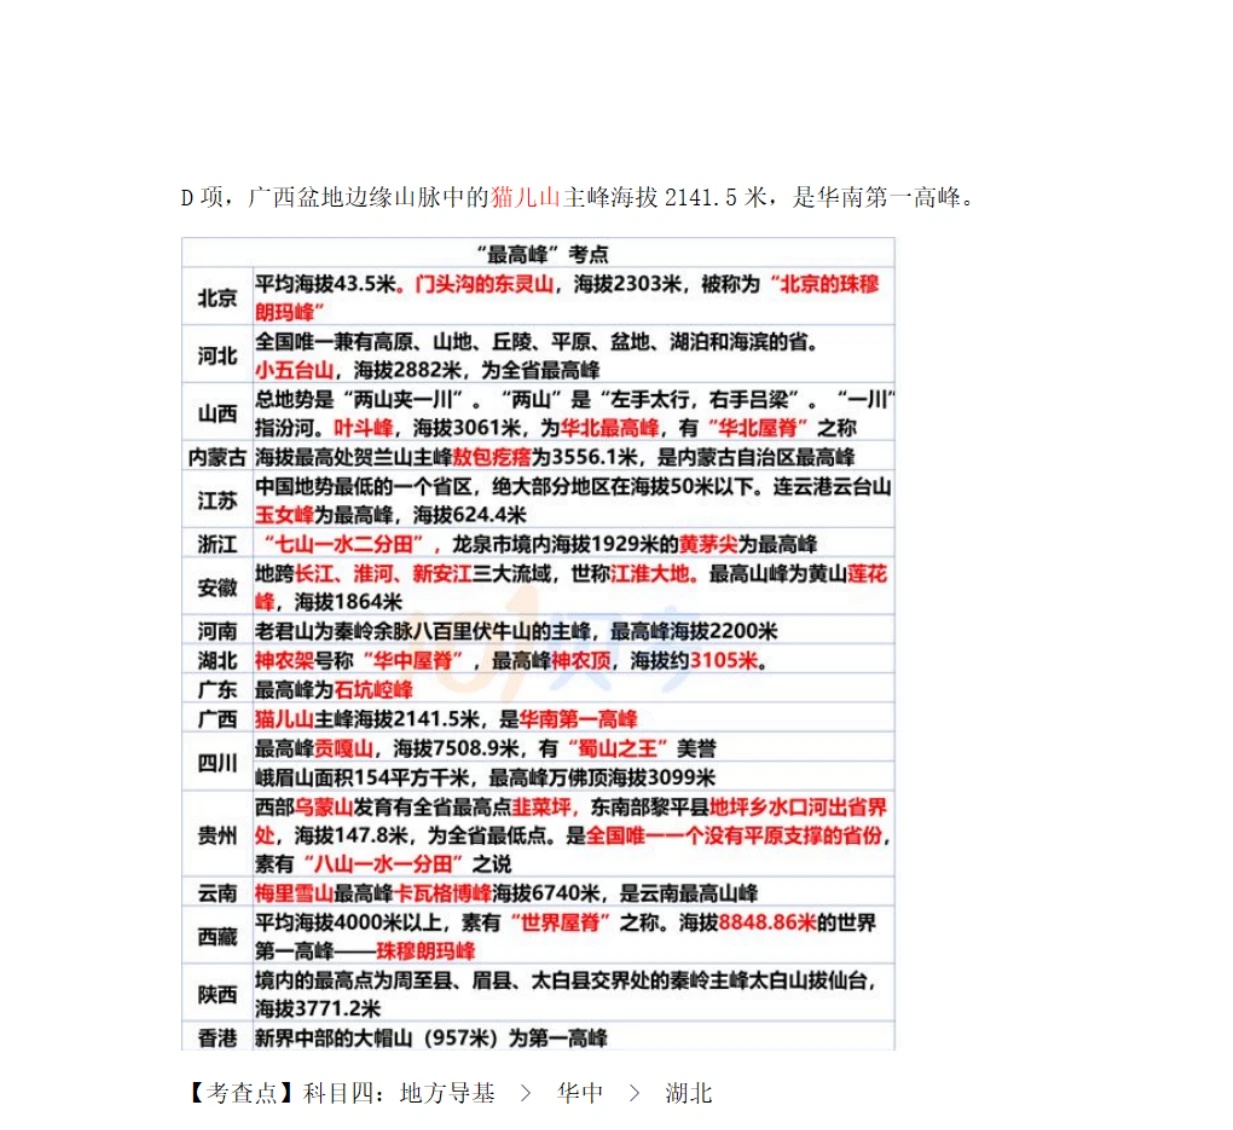 D 项，广西盆地边缘山脉中的猫儿山主峰海拔 2141.5 米，是华南第一高峰。
“最高峰”考点
北京
平均海拔43.5米。门头沟的东灵山，海拔2303米，被称为“北京的珠穆
朗玛峰”
河北
全国唯一兼有高原、山地、丘陵、平原、盆地、湖泊和海滨的省。
小五台山，海拔2882米，为全省最高峰
山西
总地势是“两山夹一川”。“两山”是“左手太行，右手吕梁”。“一川”
指汾河。叶斗峰，海拔3061米，为华北最高峰，有“华北屋脊”之称
内蒙古 海拔最高处贺兰山主峰敖包疙瘩为3556.1米，是内蒙古自治区最高峰
江苏
中国地势最低的一个省区，绝大部分地区在海拔50米以下。连云港云台山
玉女峰为最高峰，海拔624.4米
浙江 “七山一水二分田”，龙泉市境内海拔1929米的黄茅尖为最高峰
安徽
地跨长江、淮河、新安江三大流域，世称江淮大地。最高山峰为黄山莲花
峰，海拔1864米
河南 老君山为秦岭余脉八百里伏牛山的主峰，最高峰海拔2200米
湖北 神农架号称“华中屋脊”，最高峰神农顶，海拔约3105米。
广东 最高峰为石坑崆峰
广西 猫儿山主峰海拔2141.5米，是华南第一高峰
四川
最高峰贡嘎山，海拔7508.9米，有“蜀山之王”美誉
峨眉山面积154平方千米，最高峰万佛顶海拔3099米
贵州
西部乌蒙山发育有全省最高点韭菜坪，东南部黎平县地坪乡水口河出省界
处，海拔147.8米，为全省最低点。是全国唯一一个没有平原支撑的省份，
素有“八山一水一分田”之说
云南 梅里雪山最高峰卡瓦格博峰海拔6740米，是云南最高山峰
西藏
平均海拔4000米以上，素有“世界屋脊”之称。海拔8848.86米的世界
第一高峰——珠穆朗玛峰
陕西
境内的最高点为周至县、眉县、太白县交界处的秦岭主峰太白山拔仙台，
海拔3771.2米
香港 新界中部的大帽山（957米）为第一高峰
【考查点】科目四：地方导基 > 华中 > 湖北